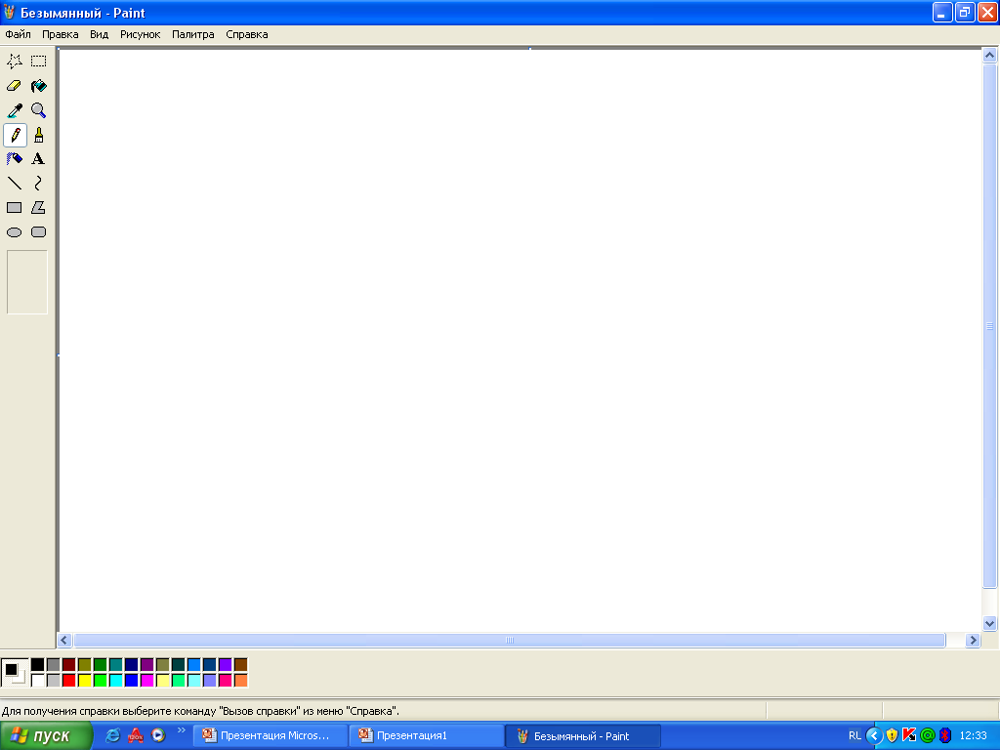 Безымянный - Paint
Файл Правка Вид Рисунок Палитра Справка
A
Для получения справки выберите команду "Вызов справки" из меню "Справка".
пуск
Презентация Micros...
Презентация1
Безымянный - Paint
RL
12:33